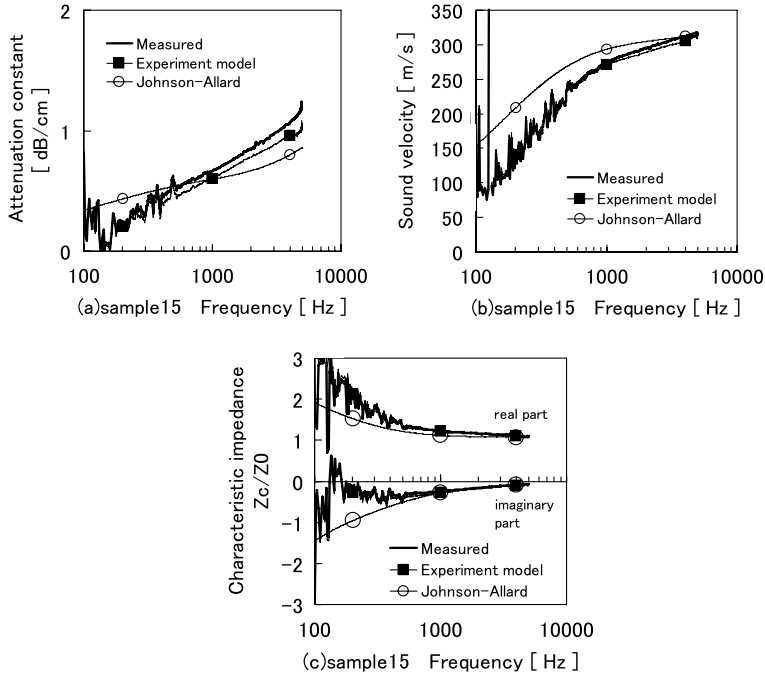 Attenuation constant
[ dB/cm ]
2
1
0
Measured
Experiment model
Johnson-Allard
100
1000
10000
(a)sample15 Frequency [ Hz ]
Sound velocity [ m/s ]
350
300
250
200
150
100
50
0
Measured
Experiment model
Johnson-Allard
100
1000
10000
(b)sample15 Frequency [ Hz ]
Characteristic impedance
Zc/Z0
3
2
1
0
-1
-2
-3
real part
imaginary
part
Measured
Experiment model
Johnson-Allard
100
1000
10000
(c)sample15 Frequency [ Hz ]